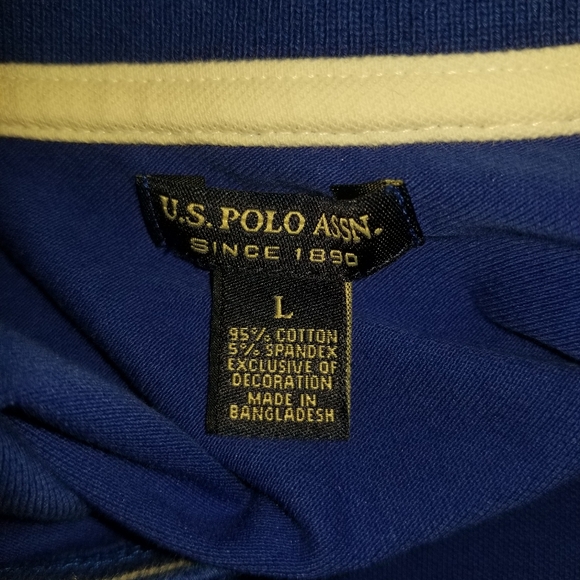 U.S. POLO ASSN.
SINCE 1890
L
95% COTTON
5% SPANDEX
EXCLUSIVE OF
DECORATION
MADE IN
BANGLADESH